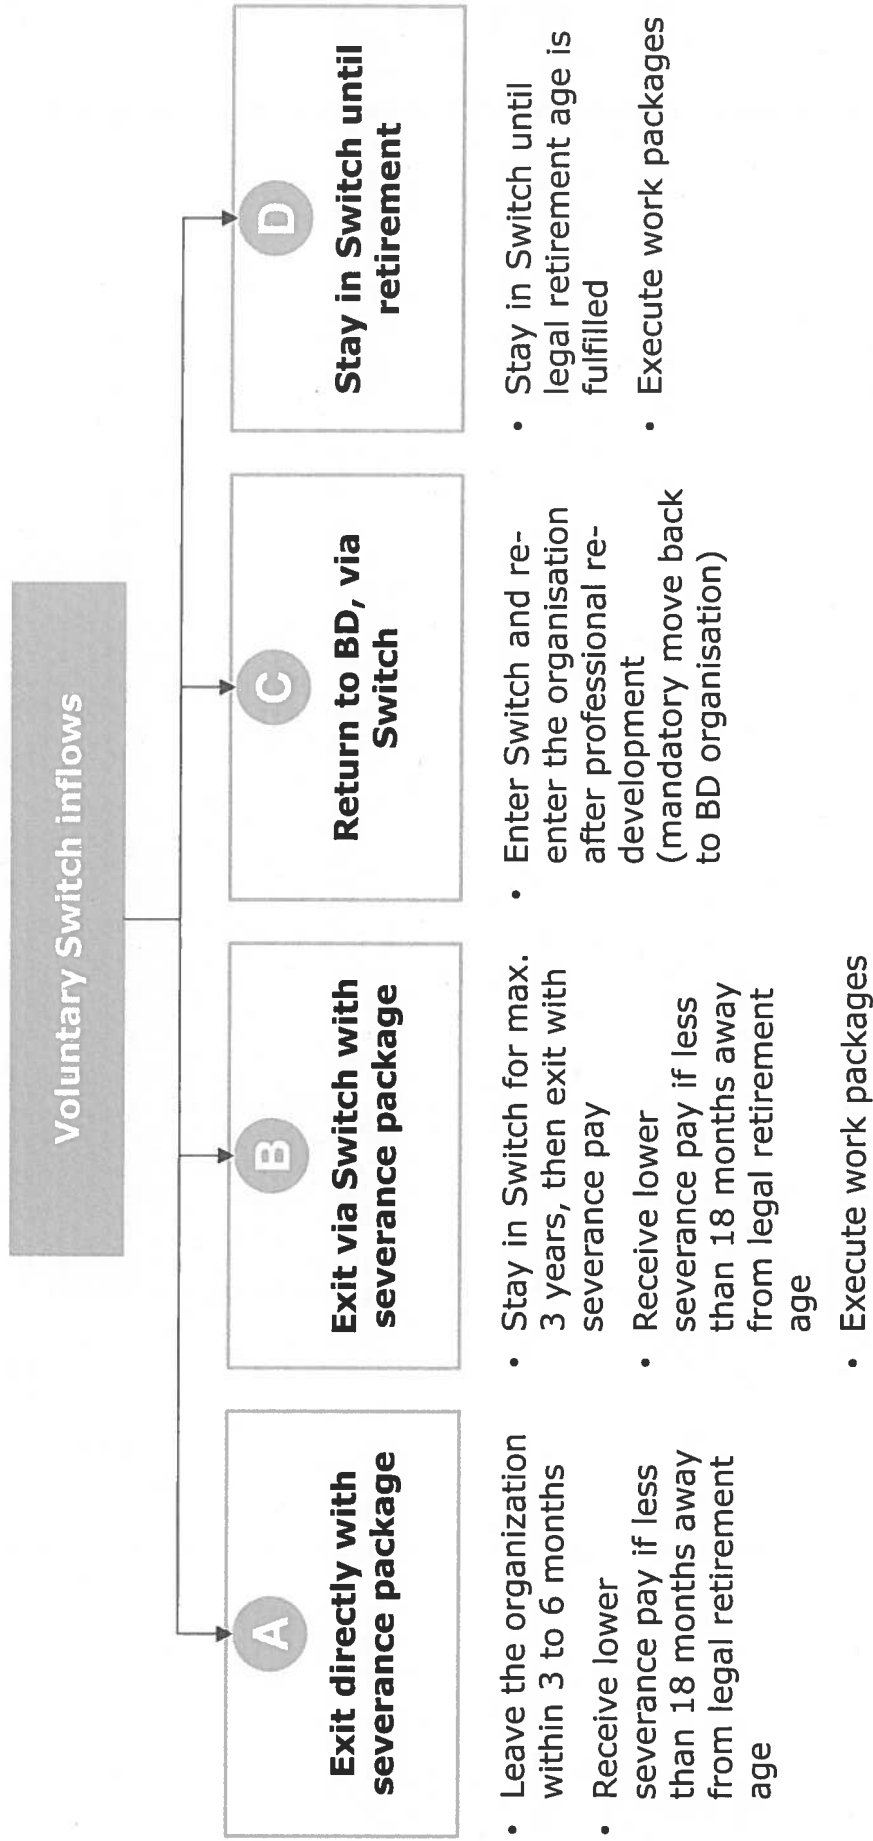 Voluntary Switch inflows
A
Exit directly with
severance package
• Leave the organization
within 3 to 6 months
• Receive lower
severance pay if less
than 18 months away
from legal retirement
age
B
Exit via Switch with
severance package
• Stay in Switch for max.
3 years, then exit with
severance pay
• Receive lower
severance pay if less
than 18 months away
from legal retirement
age
• Execute work packages
C
Return to BD, via
Switch
• Enter Switch and re-
enter the organisation
after professional re-
development
(mandatory move back
to BD organisation)
D
Stay in Switch until
retirement
• Stay in Switch until
legal retirement age is
fulfilled
• Execute work packages